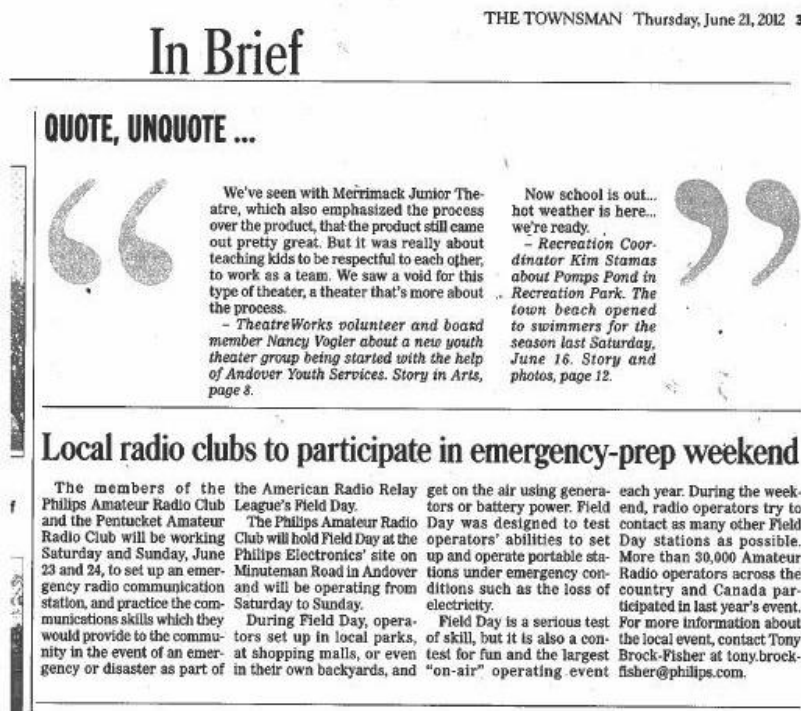 THE TOWNSMAN Thursday, June 21, 2012
In Brief
QUOTE, UNQUOTE ...
“
We've seen with Merrimack Junior The-
atre, which also emphasized the process
over the product, that the product still came
out pretty great. But it was really about
teaching kids to be respectful to each other,
to work as a team. We saw a void for this
type of theater, a theater that's more about
the process.
– TheatreWorks volunteer and board
member Nancy Vogler about a new youth
theater group being started with the help
of Andover Youth Services. Story in Arts,
page 8.
Now school is out...
hot weather is here...
we're ready.
– Recreation Coor-
dinator Kim Stamas
about Pomps Pond in
Recreation Park. The
town beach opened
to swimmers for the
season last Saturday,
June 16. Story and
photos, page 12.
”
Local radio clubs to participate in emergency-prep weekend
The members of the
Philips Amateur Radio Club
and the Pentucket Amateur
Radio Club will be working
Saturday and Sunday, June
23 and 24, to set up an emer-
gency radio communication
station, and practice the com-
munications skills which they
would provide to the commu-
nity in the event of an emer-
gency or disaster as part of
the American Radio Relay
League's Field Day.
The Philips Amateur Radio
Club will hold Field Day at the
Philips Electronics' site on
Minuteman Road in Andover
and will be operating from
Saturday to Sunday.
During Field Day, opera-
tors set up in local parks,
at shopping malls, or even
in their own backyards, and
get on the air using genera-
tors or battery power. Field
Day was designed to test
operators' abilities to set
up and operate portable sta-
tions under emergency con-
ditions such as the loss of
electricity.
Field Day is a serious test
of skill, but it is also a con-
test for fun and the largest
"on-air" operating event
each year. During the week-
end, radio operators try to
contact as many other Field
Day stations as possible.
More than 30,000 Amateur
Radio operators across the
country and Canada par-
ticipated in last year's event.
For more information about
the local event, contact Tony
Brock-Fisher at tony.brock-
fisher@philips.com.